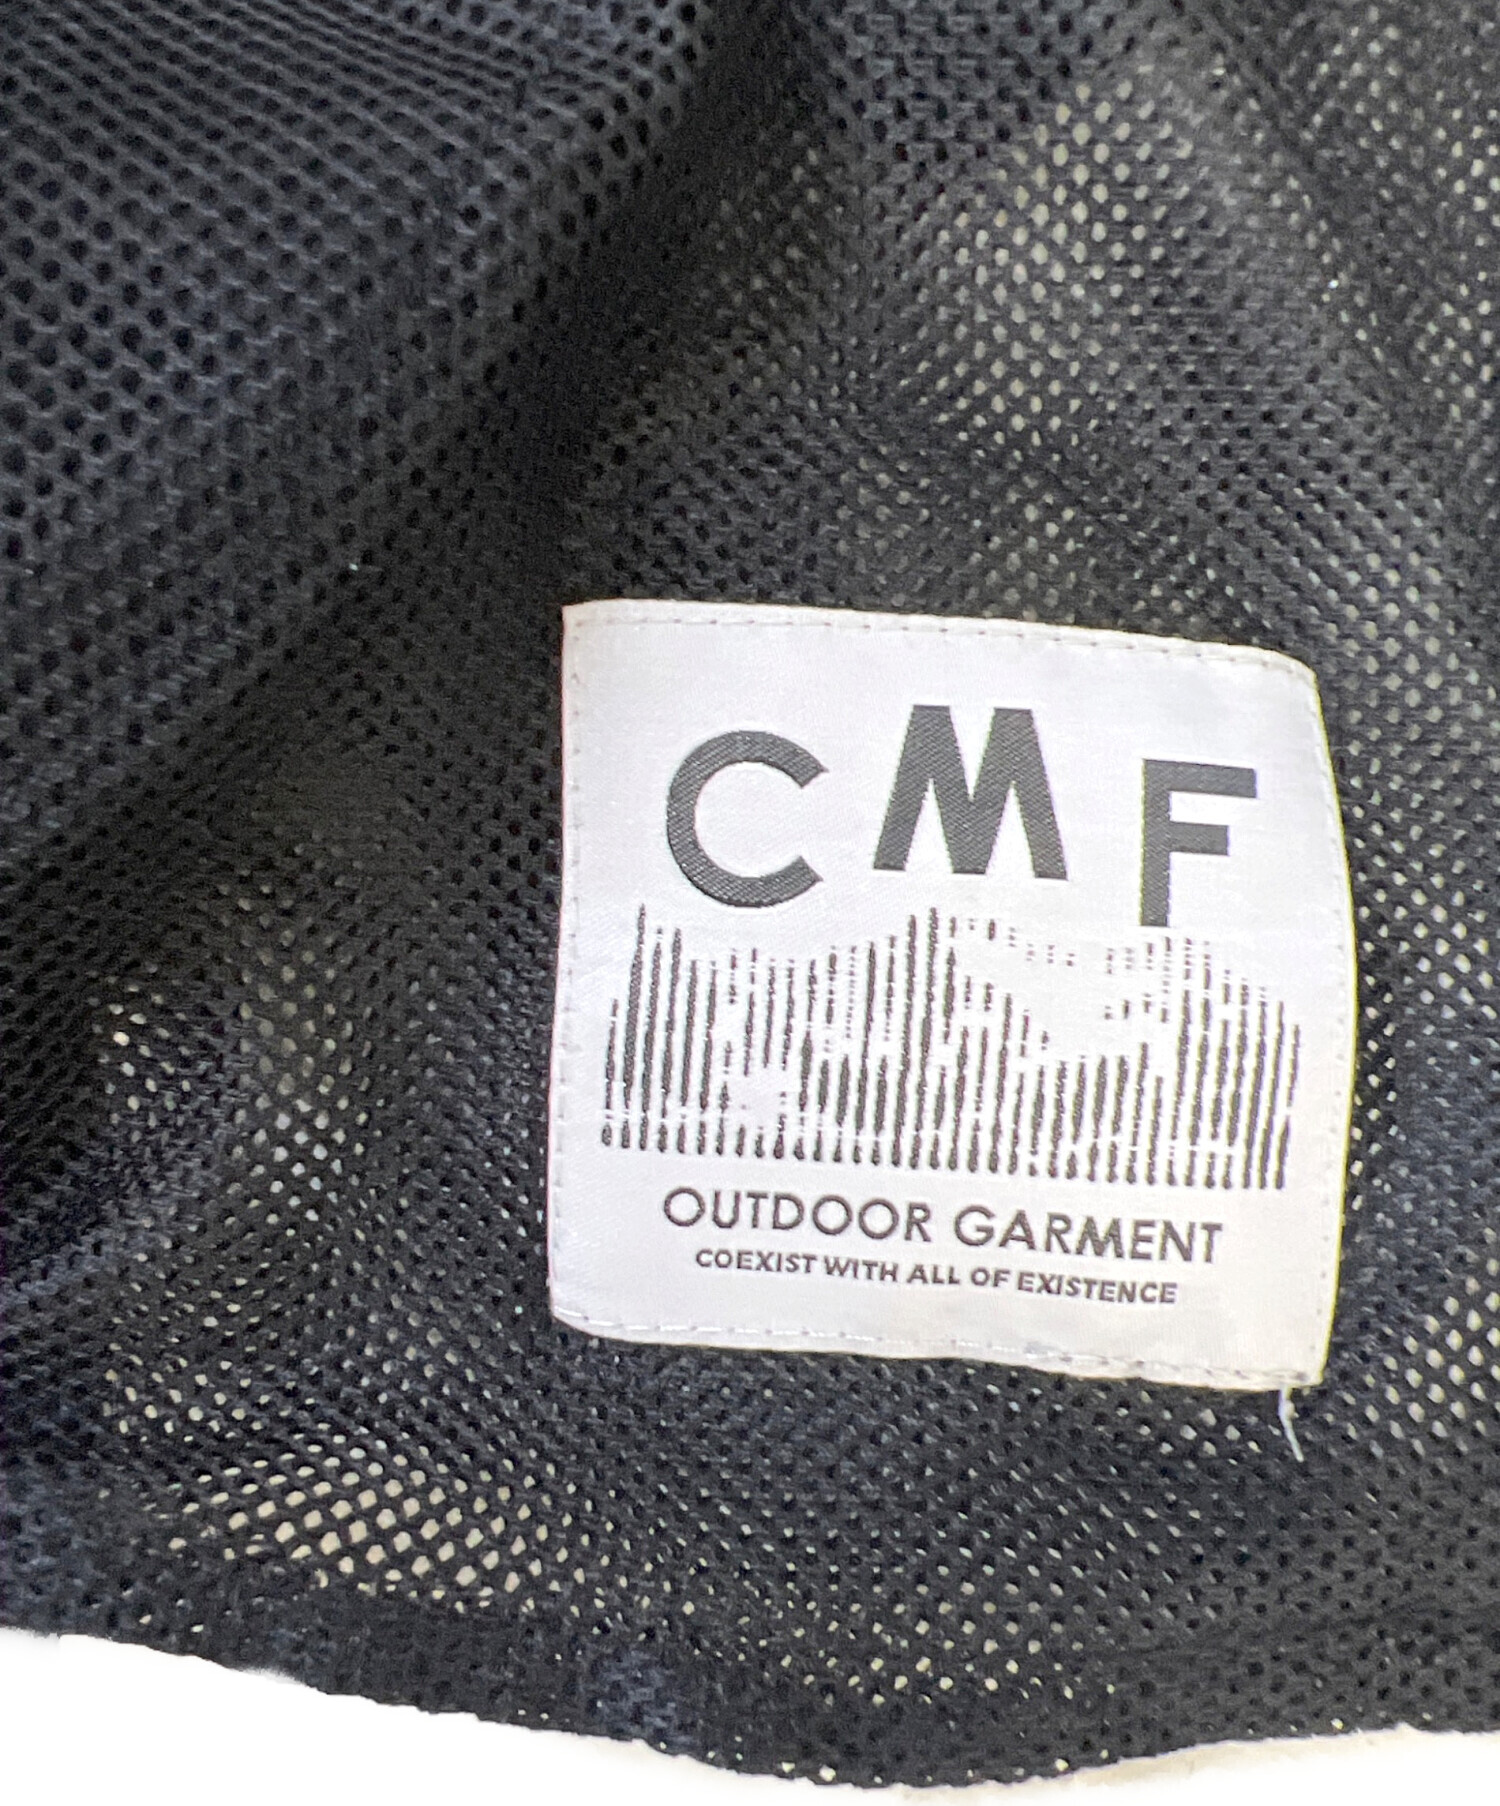 CMF
OUTDOOR GARMENT
COEXIST WITH ALL OF EXISTENCE